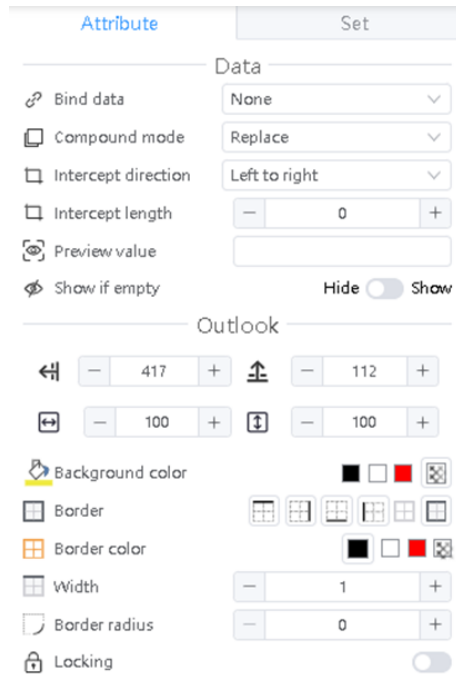 Attribute Set
Data
Bind data None
Compound mode Replace
Intercept direction Left to right
Intercept length − 0 +
Preview value
Show if empty Hide Show
Outlook
− 417 + − 112 +
− 100 + − 100 +
Background color
Border
Border color
Width − 1 +
Border radius − 0 +
Locking